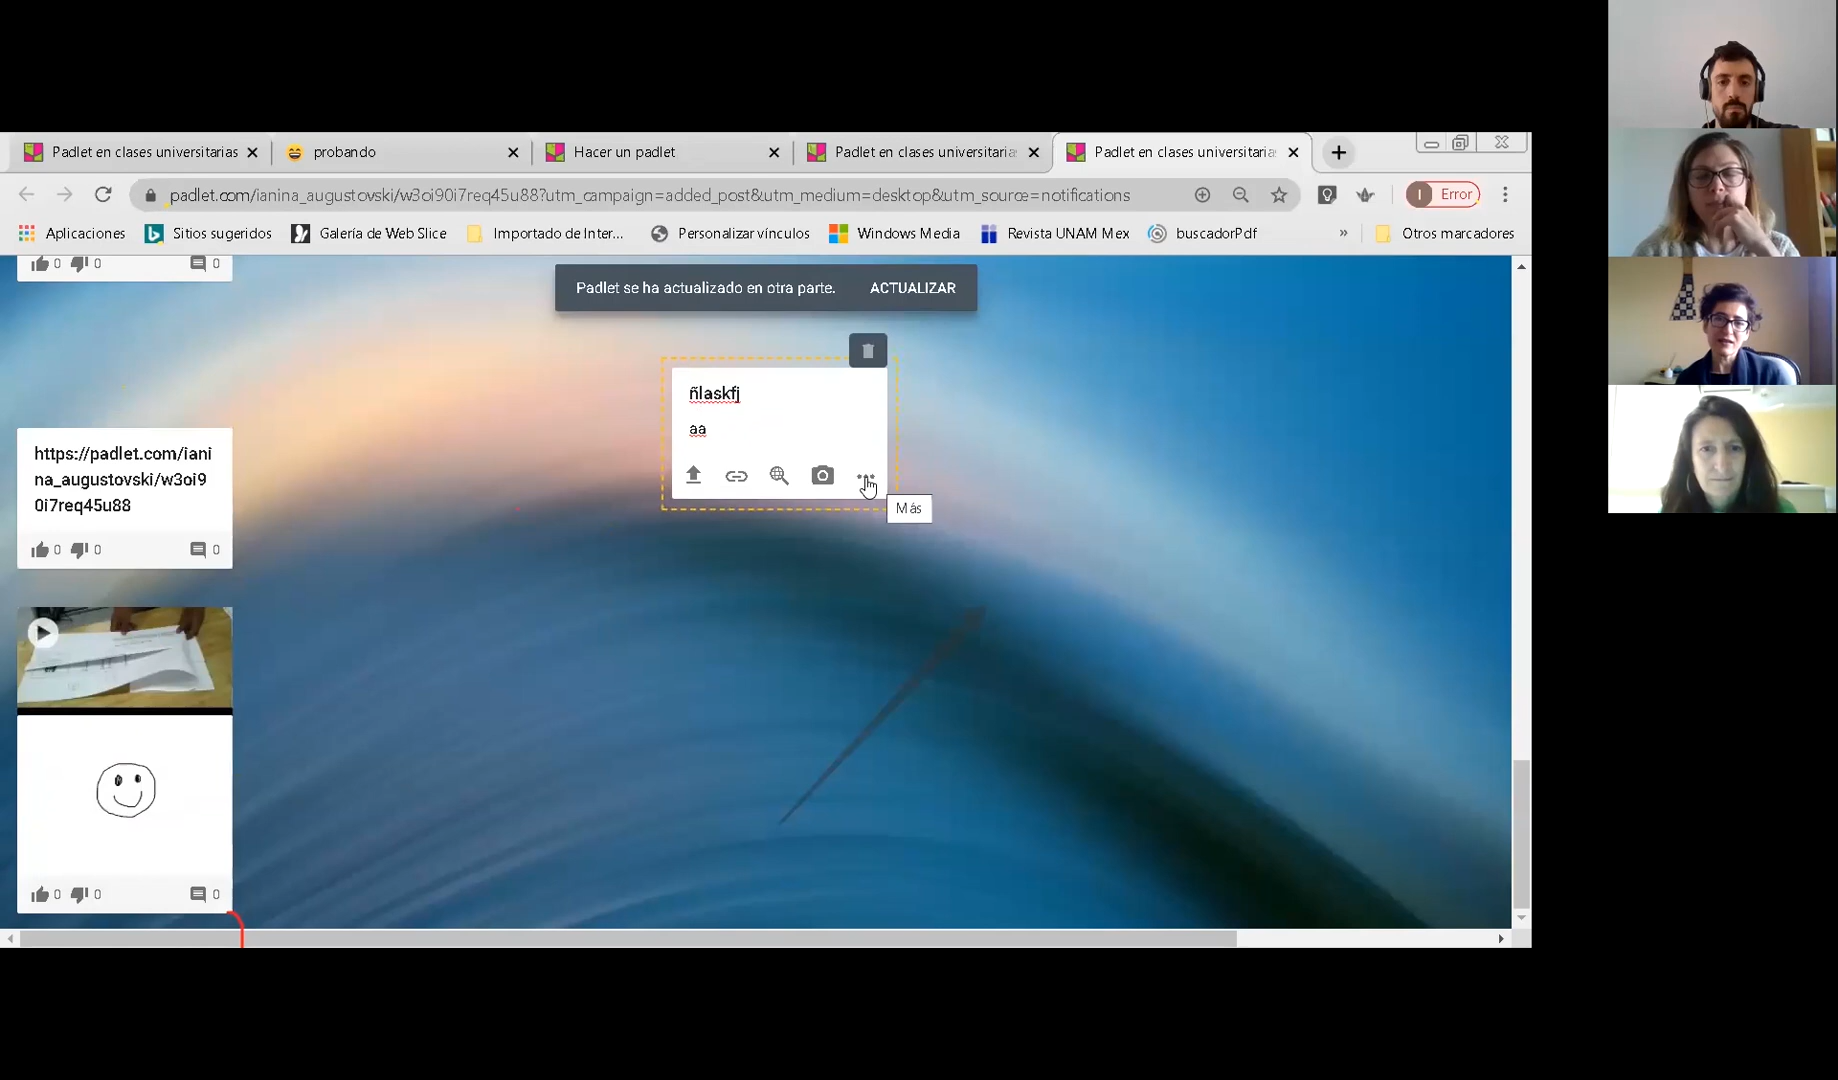 Padlet en clases universitarias
probando
Hacer un padlet
Padlet en clases universitaria
Padlet en clases universitaria
padlet.com/ianina_augustovski/w3oi90i7req45u88?utm_campaign=added_post&utm_medium=desktop&utm_source=notifications
I Error
Aplicaciones
Sitios sugeridos
Galería de Web Slice
Importado de Inter...
Personalizar vínculos
Windows Media
Revista UNAM Mex
buscadorPdf
»
Otros marcadores
0 0 0
Padlet se ha actualizado en otra parte. ACTUALIZAR
ñlaskfj
aa
Más
https://padlet.com/iani
na_augustovski/w3oi9
0i7req45u88
0 0 0
0 0 0